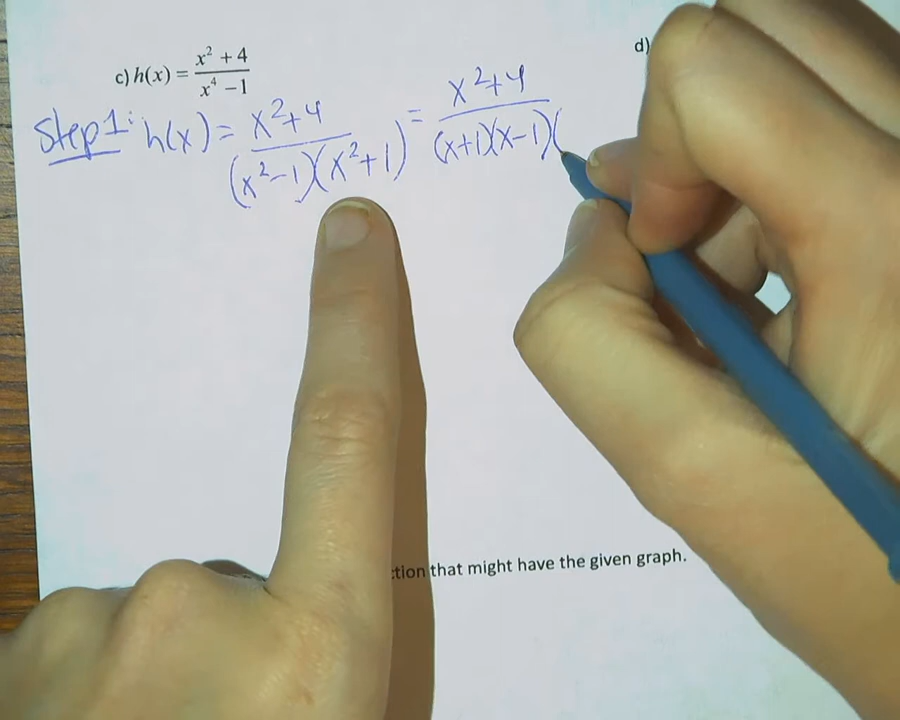 c) h(x) = x² + 4 / x⁴ − 1
d)
Step 1: h(x) = x²+4 / (x²−1)(x²+1) = x²+4 / (x+1)(x−1)(
tion that might have the given graph.